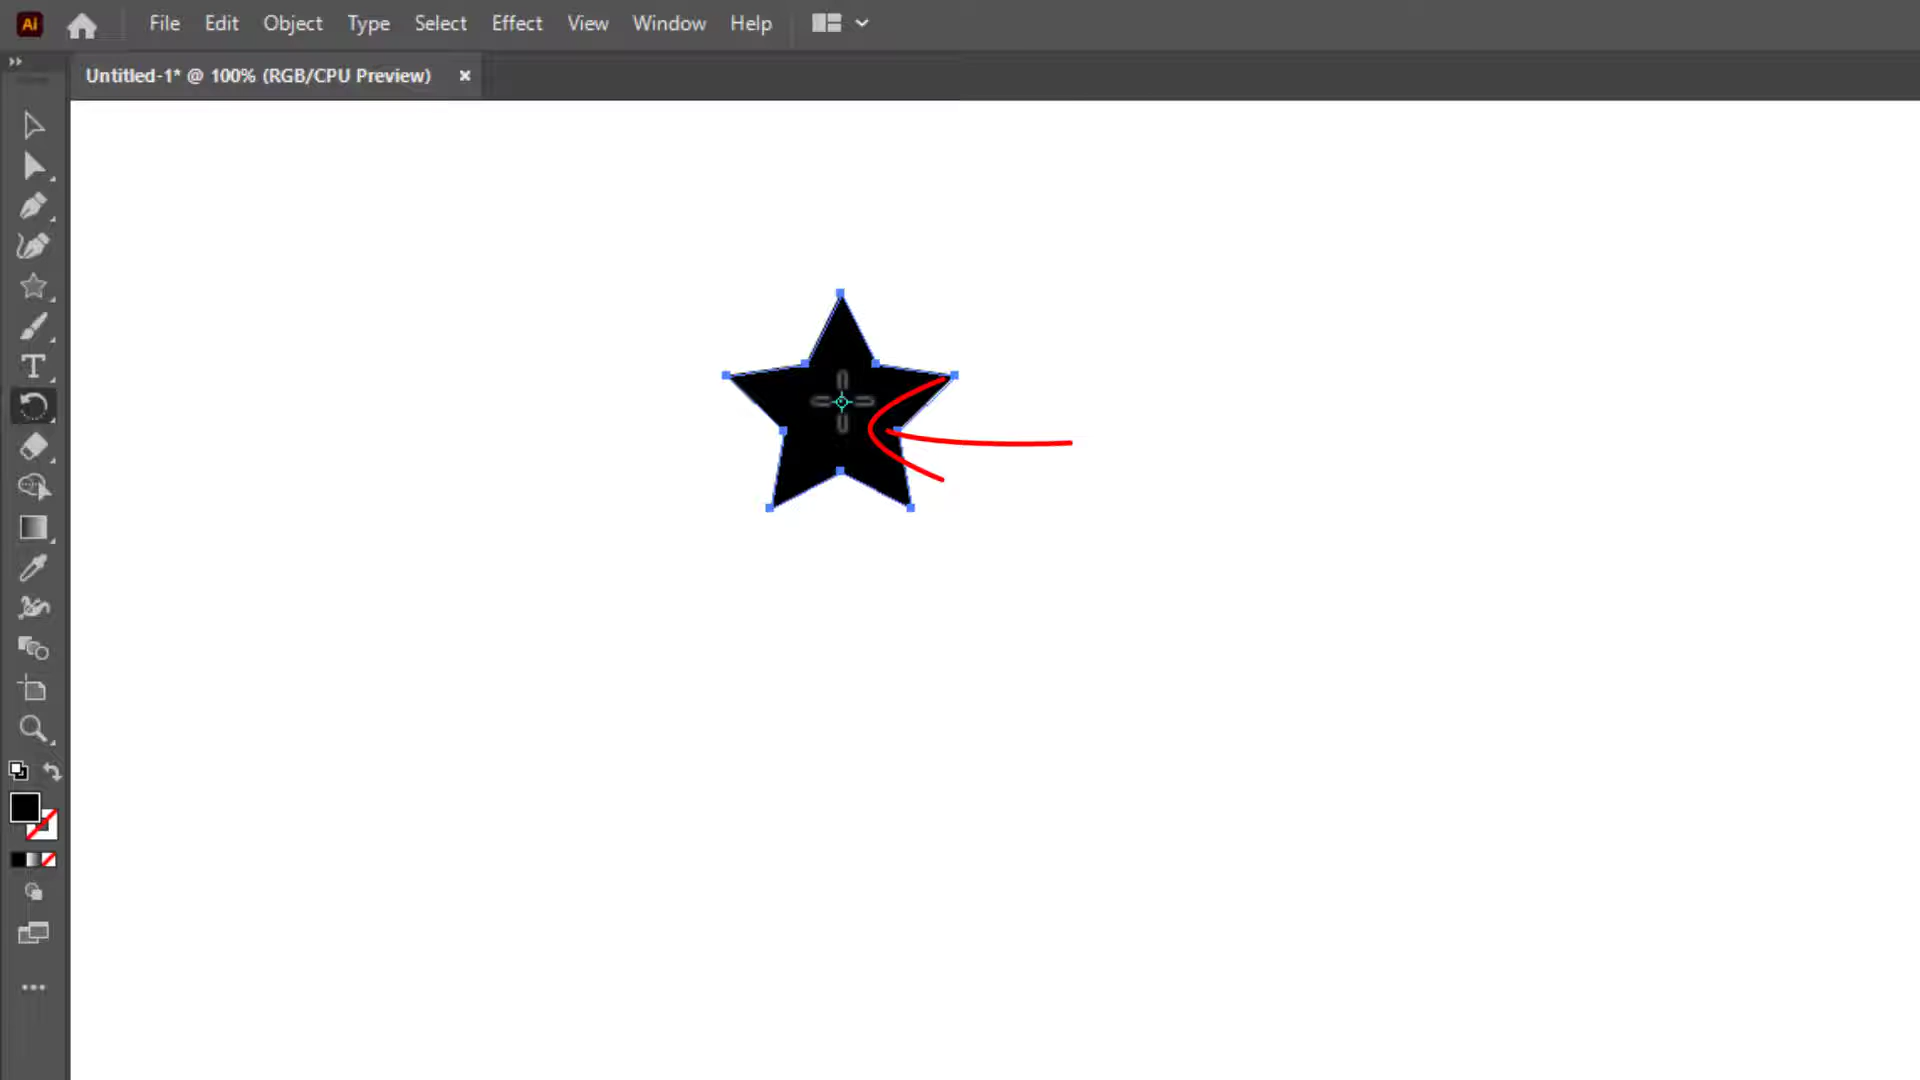 Ai File Edit Object Type Select Effect View Window Help
Untitled-1* @ 100% (RGB/CPU Preview) ×